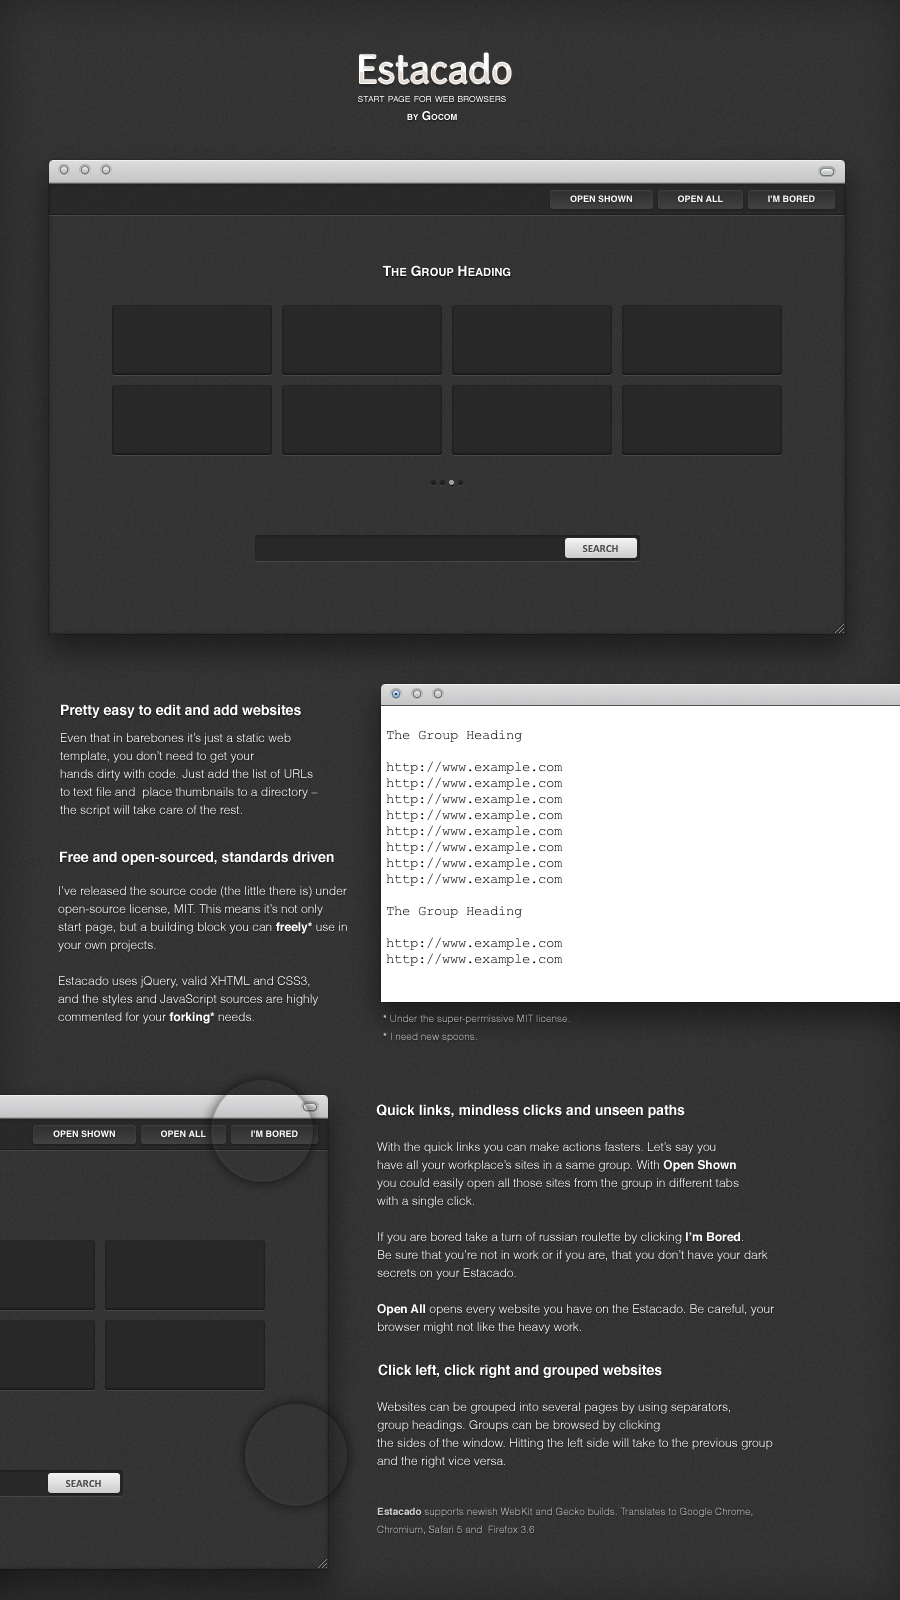 Estacado
START PAGE FOR WEB BROWSERS
BY GOCOM
OPEN SHOWN OPEN ALL I'M BORED
THE GROUP HEADING
SEARCH
Pretty easy to edit and add websites
Even that in barebones it's just a static web
template, you don't need to get your
hands dirty with code. Just add the list of URLs
to text file and  place thumbnails to a directory –
the script will take care of the rest.
Free and open-sourced, standards driven
I've released the source code (the little there is) under
open-source license, MIT. This means it's not only
start page, but a building block you can freely* use in
your own projects.
Estacado uses jQuery, valid XHTML and CSS3,
and the styles and JavaScript sources are highly
commented for your forking* needs.
The Group Heading
http://www.example.com
http://www.example.com
http://www.example.com
http://www.example.com
http://www.example.com
http://www.example.com
http://www.example.com
http://www.example.com
The Group Heading
http://www.example.com
http://www.example.com
* Under the super-permissive MIT license.
* I need new spoons.
OPEN SHOWN OPEN ALL I'M BORED
SEARCH
Quick links, mindless clicks and unseen paths
With the quick links you can make actions fasters. Let's say you
have all your workplace's sites in a same group. With Open Shown
you could easily open all those sites from the group in different tabs
with a single click.
If you are bored take a turn of russian roulette by clicking I'm Bored.
Be sure that you're not in work or if you are, that you don't have your dark
secrets on your Estacado.
Open All opens every website you have on the Estacado. Be careful, your
browser might not like the heavy work.
Click left, click right and grouped websites
Websites can be grouped into several pages by using separators,
group headings. Groups can be browsed by clicking
the sides of the window. Hitting the left side will take to the previous group
and the right vice versa.
Estacado supports newish WebKit and Gecko builds. Translates to Google Chrome,
Chromium, Safari 5 and  Firefox 3.6